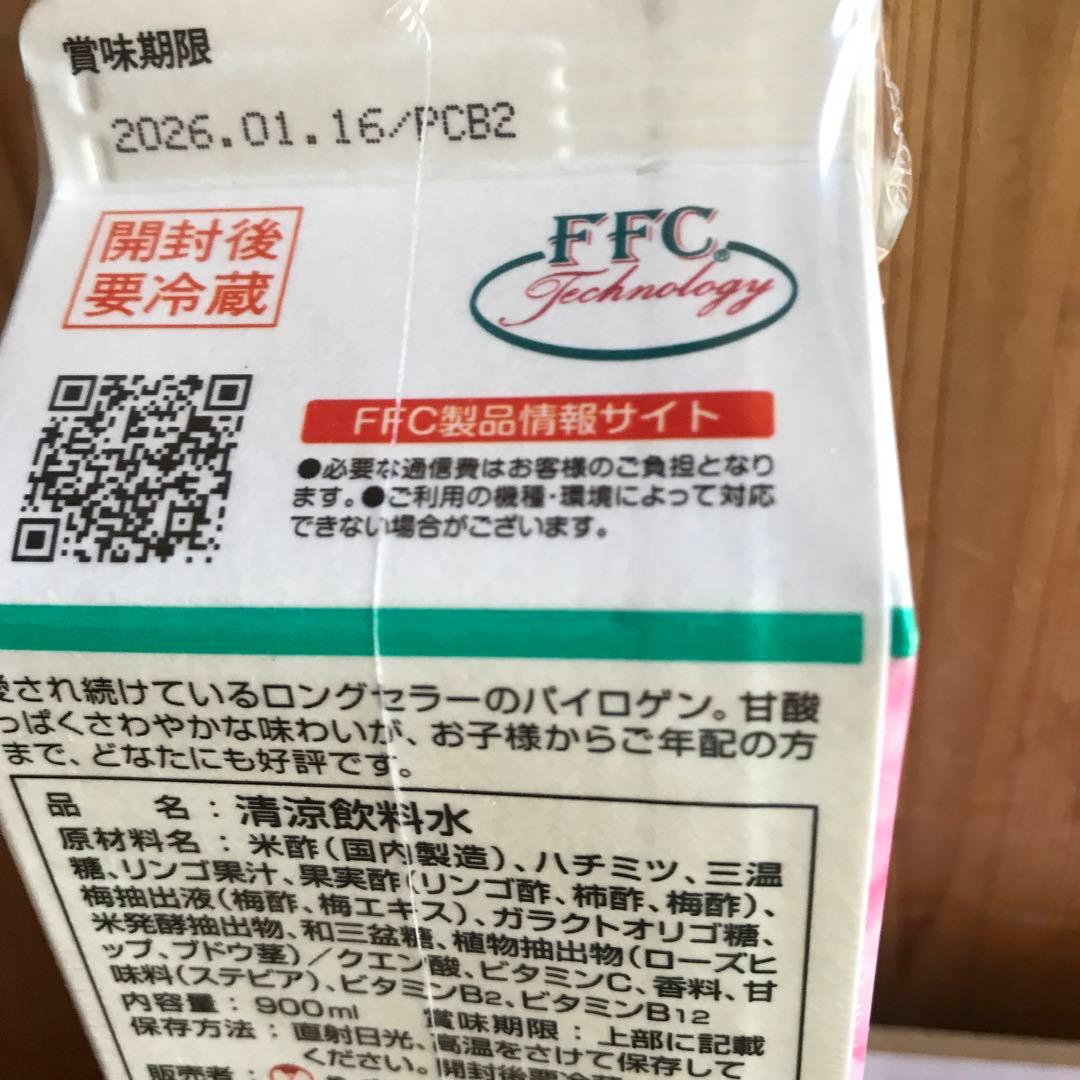 賞味期限
2026.01.16/PCB2
開封後
要冷蔵
FFC®
Technology
FFC製品情報サイト
●必要な通信費はお客様のご負担となり
ます。●ご利用の機種・環境によって対応
できない場合がございます。
され続けているロングセラーのパイロゲン。甘酸
っぱくさわやかな味わいが、お子様からご年配の方
まで、どなたにも好評です。
品 名：清涼飲料水
原材料名：米酢（国内製造）、ハチミツ、三温
糖、リンゴ果汁、果実酢（リンゴ酢、柿酢、梅酢）、
梅抽出液（梅酢、梅エキス）、ガラクトオリゴ糖、
米発酵抽出物、和三盆糖、植物抽出物（ローズヒ
ップ、ブドウ茎）／クエン酸、ビタミンC、香料、甘
味料（ステビア）、ビタミンB2、ビタミンB12
内容量：900ml 賞味期限：上部に記載
保存方法：直射日光、高温をさけて保存して
ください。開封後要冷蔵
販売者：